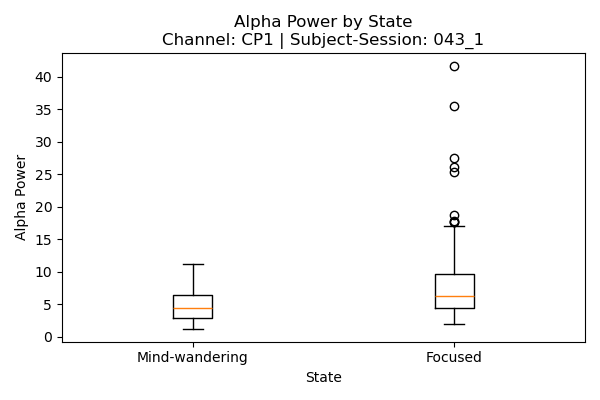 Alpha Power by State
Channel: CP1 | Subject-Session: 043_1
40
35
30
25
20
15
10
5
0
Alpha Power
Mind-wandering
Focused
State